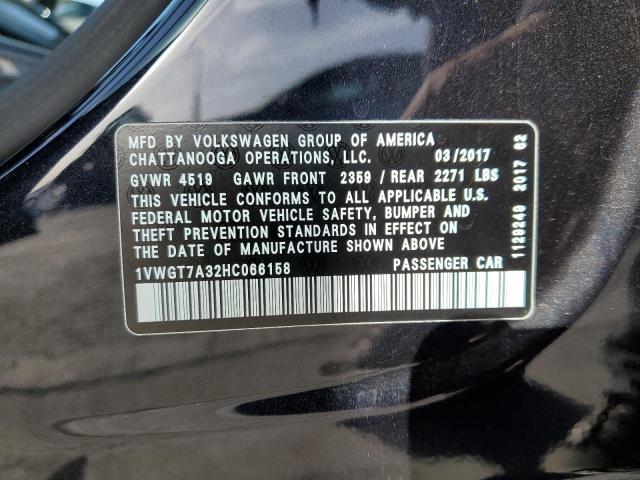 MFD BY VOLKSWAGEN GROUP OF AMERICA
CHATTANOOGA OPERATIONS, LLC. 03/2017
GVWR 4519 GAWR FRONT 2359 / REAR 2271 LBS
THIS VEHICLE CONFORMS TO ALL APPLICABLE U.S.
FEDERAL MOTOR VEHICLE SAFETY, BUMPER AND
THEFT PREVENTION STANDARDS IN EFFECT ON
THE DATE OF MANUFACTURE SHOWN ABOVE
1VWGT7A32HC066158 PASSENGER CAR
1129249 2017 02